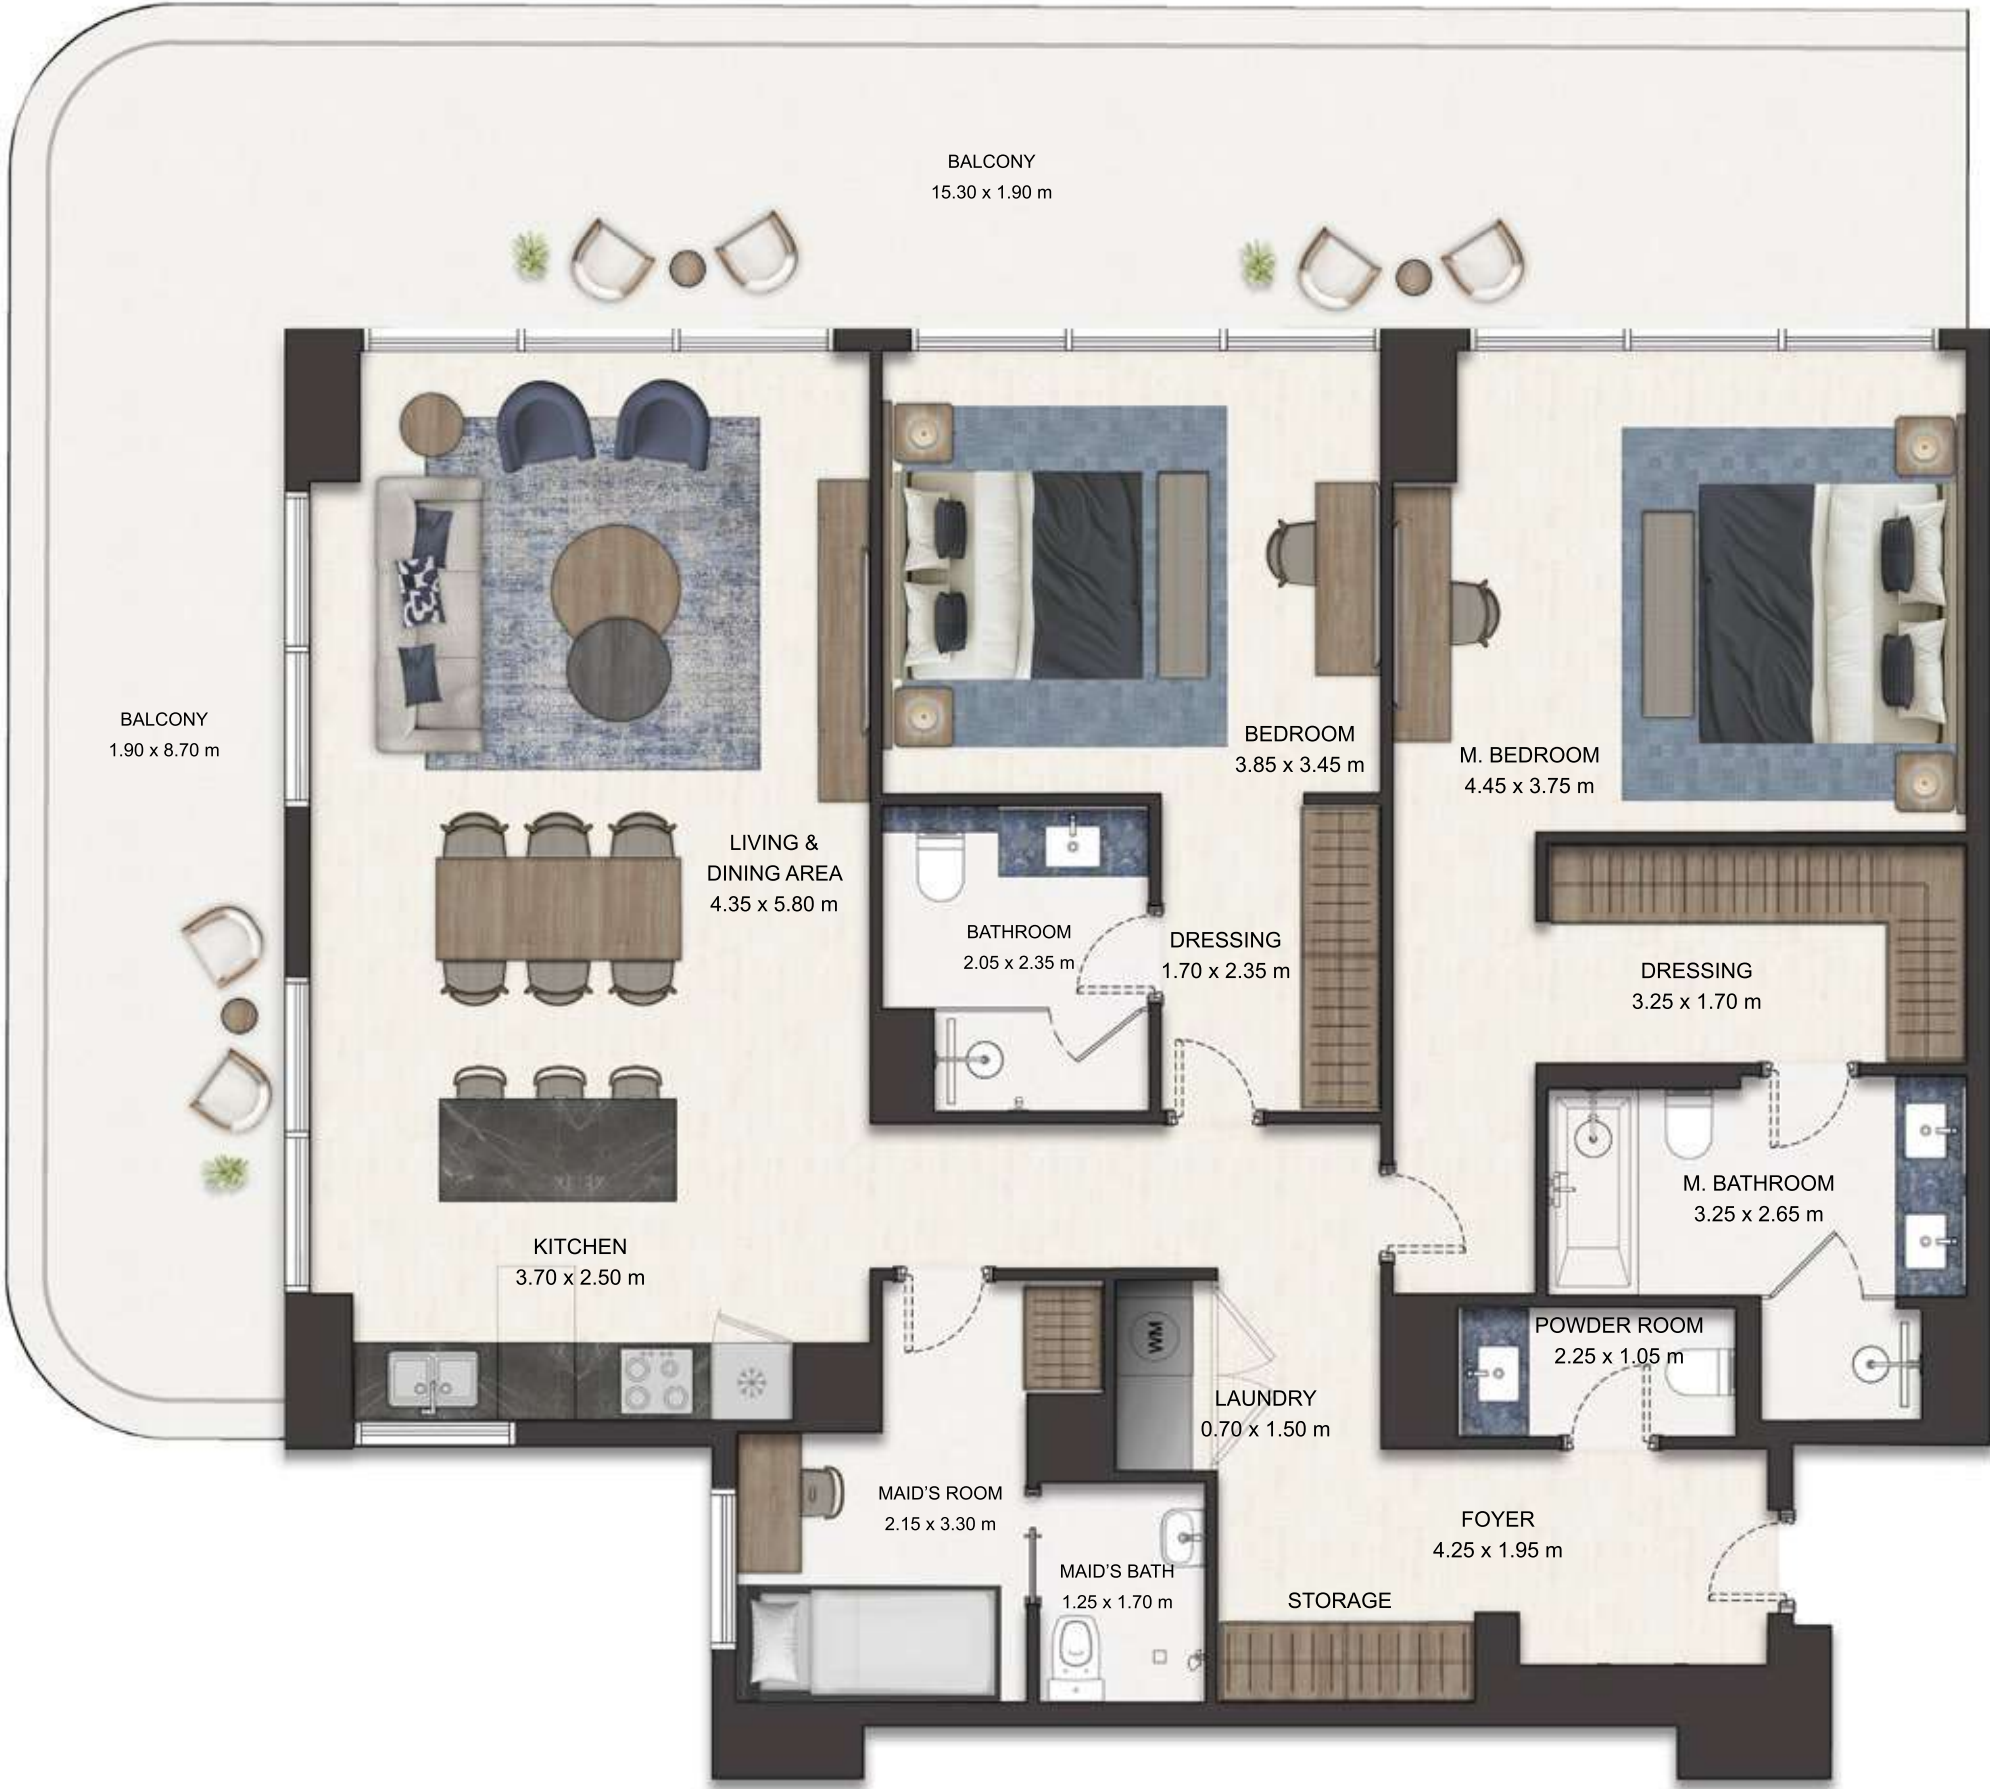 BALCONY
15.30 x 1.90 m
BALCONY
1.90 x 8.70 m
BEDROOM
3.85 x 3.45 m
M. BEDROOM
4.45 x 3.75 m
LIVING &
DINING AREA
4.35 x 5.80 m
BATHROOM
2.05 x 2.35 m
DRESSING
1.70 x 2.35 m
DRESSING
3.25 x 1.70 m
M. BATHROOM
3.25 x 2.65 m
KITCHEN
3.70 x 2.50 m
WM
POWDER ROOM
2.25 x 1.05 m
LAUNDRY
0.70 x 1.50 m
MAID'S ROOM
2.15 x 3.30 m
FOYER
4.25 x 1.95 m
MAID'S BATH
1.25 x 1.70 m
STORAGE